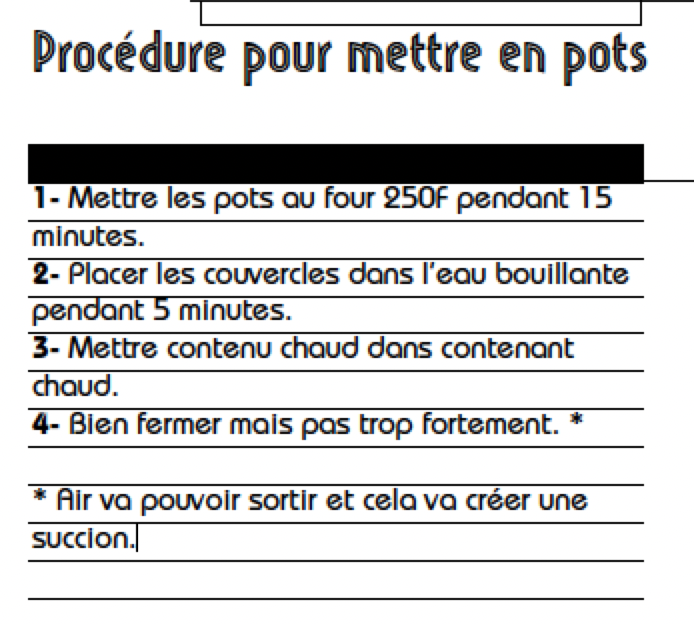 Procédure pour mettre en pots
1- Mettre les pots au four 250F pendant 15
minutes.
2- Placer les couvercles dans l'eau bouillante
pendant 5 minutes.
3- Mettre contenu chaud dans contenant
chaud.
4- Bien fermer mais pas trop fortement. *
* Air va pouvoir sortir et cela va créer une
succion.